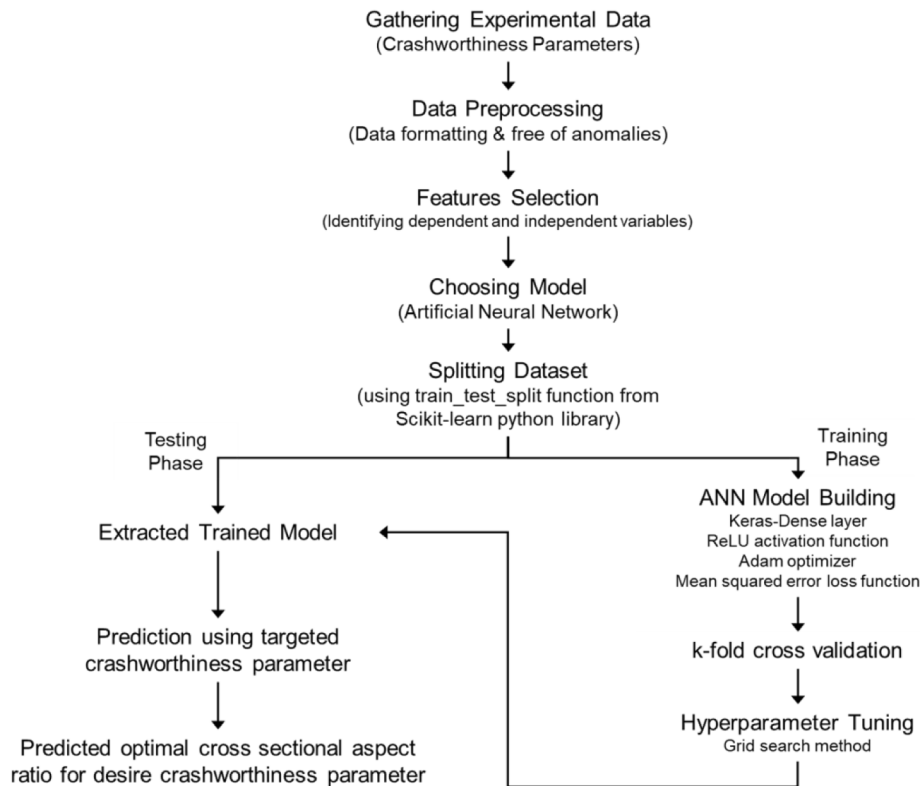 Gathering Experimental Data
(Crashworthiness Parameters)
Data Preprocessing
(Data formatting & free of anomalies)
Features Selection
(Identifying dependent and independent variables)
Choosing Model
(Artificial Neural Network)
Splitting Dataset
(using train_test_split function from
Scikit-learn python library)
Testing
Phase
Extracted Trained Model
Prediction using targeted
crashworthiness parameter
Predicted optimal cross sectional aspect
ratio for desire crashworthiness parameter
Training
Phase
ANN Model Building
Keras-Dense layer
ReLU activation function
Adam optimizer
Mean squared error loss function
k-fold cross validation
Hyperparameter Tuning
Grid search method